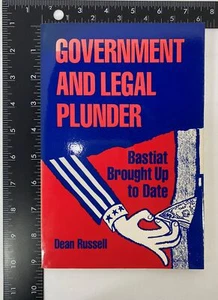 GOVERNMENT
AND LEGAL
PLUNDER
Bastiat
Brought Up
to Date
Dean Russell